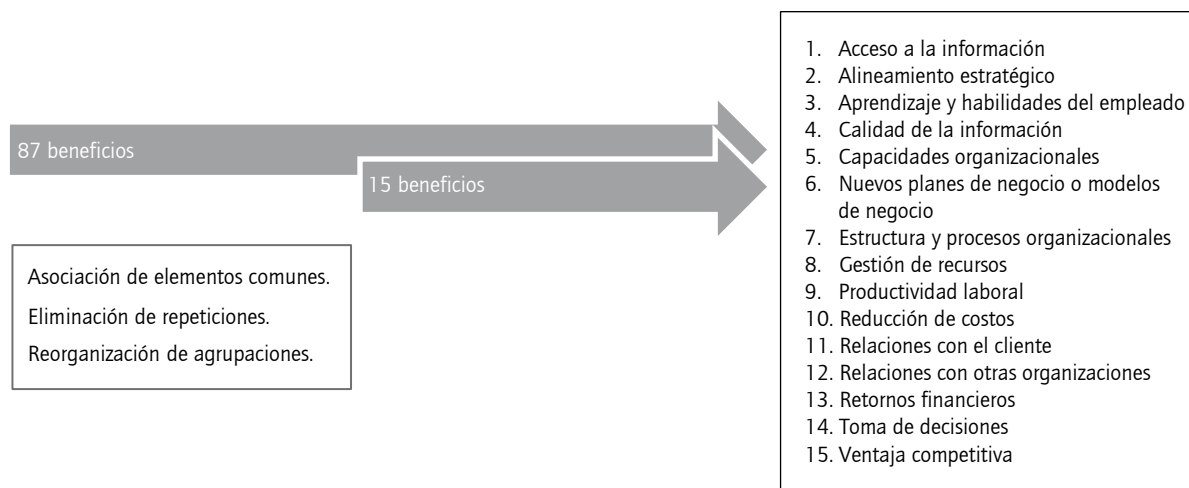 87 beneficios
15 beneficios
Asociación de elementos comunes.
Eliminación de repeticiones.
Reorganización de agrupaciones.
1. Acceso a la información
2. Alineamiento estratégico
3. Aprendizaje y habilidades del empleado
4. Calidad de la información
5. Capacidades organizacionales
6. Nuevos planes de negocio o modelos
de negocio
7. Estructura y procesos organizacionales
8. Gestión de recursos
9. Productividad laboral
10. Reducción de costos
11. Relaciones con el cliente
12. Relaciones con otras organizaciones
13. Retornos financieros
14. Toma de decisiones
15. Ventaja competitiva